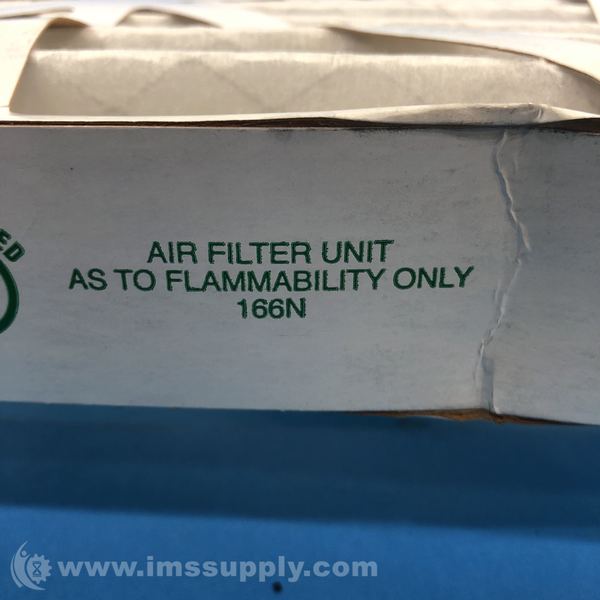 AIR FILTER UNIT
AS TO FLAMMABILITY ONLY
166N
www.imssupply.com